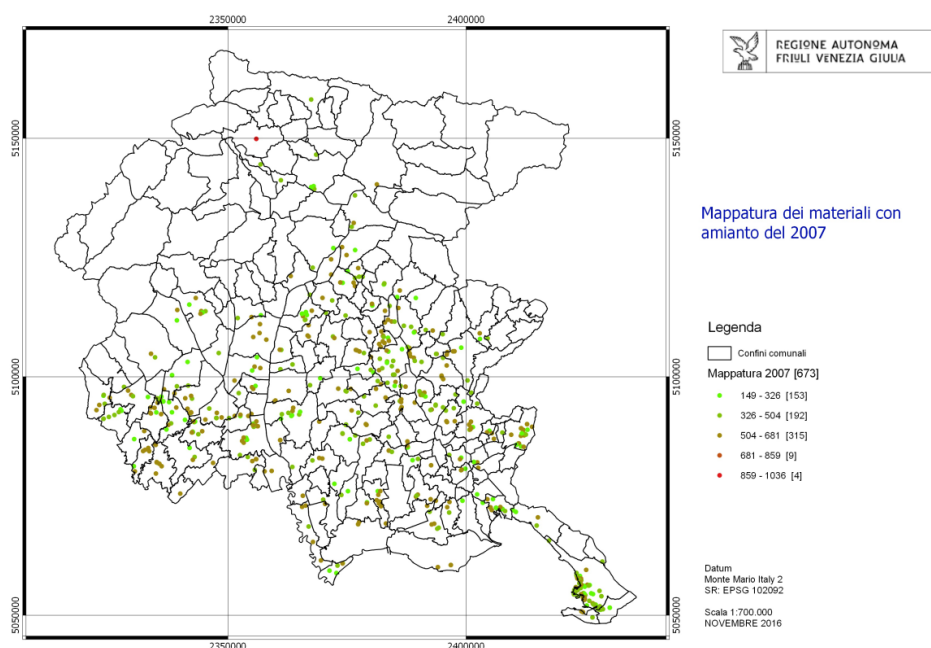 2350000
2400000
REGIONE AUTONOMA
FRIULI VENEZIA GIULIA
5150000
5150000
Mappatura dei materiali con
amianto del 2007
Legenda
Confini comunali
Mappatura 2007 [673]
149 - 326 [153]
326 - 504 [192]
504 - 681 [315]
681 - 859 [9]
859 - 1036 [4]
5100000
5100000
Datum
Monte Mario Italy 2
SR: EPSG 102092
Scala 1:700.000
NOVEMBRE 2016
5050000
5050000
2350000
2400000